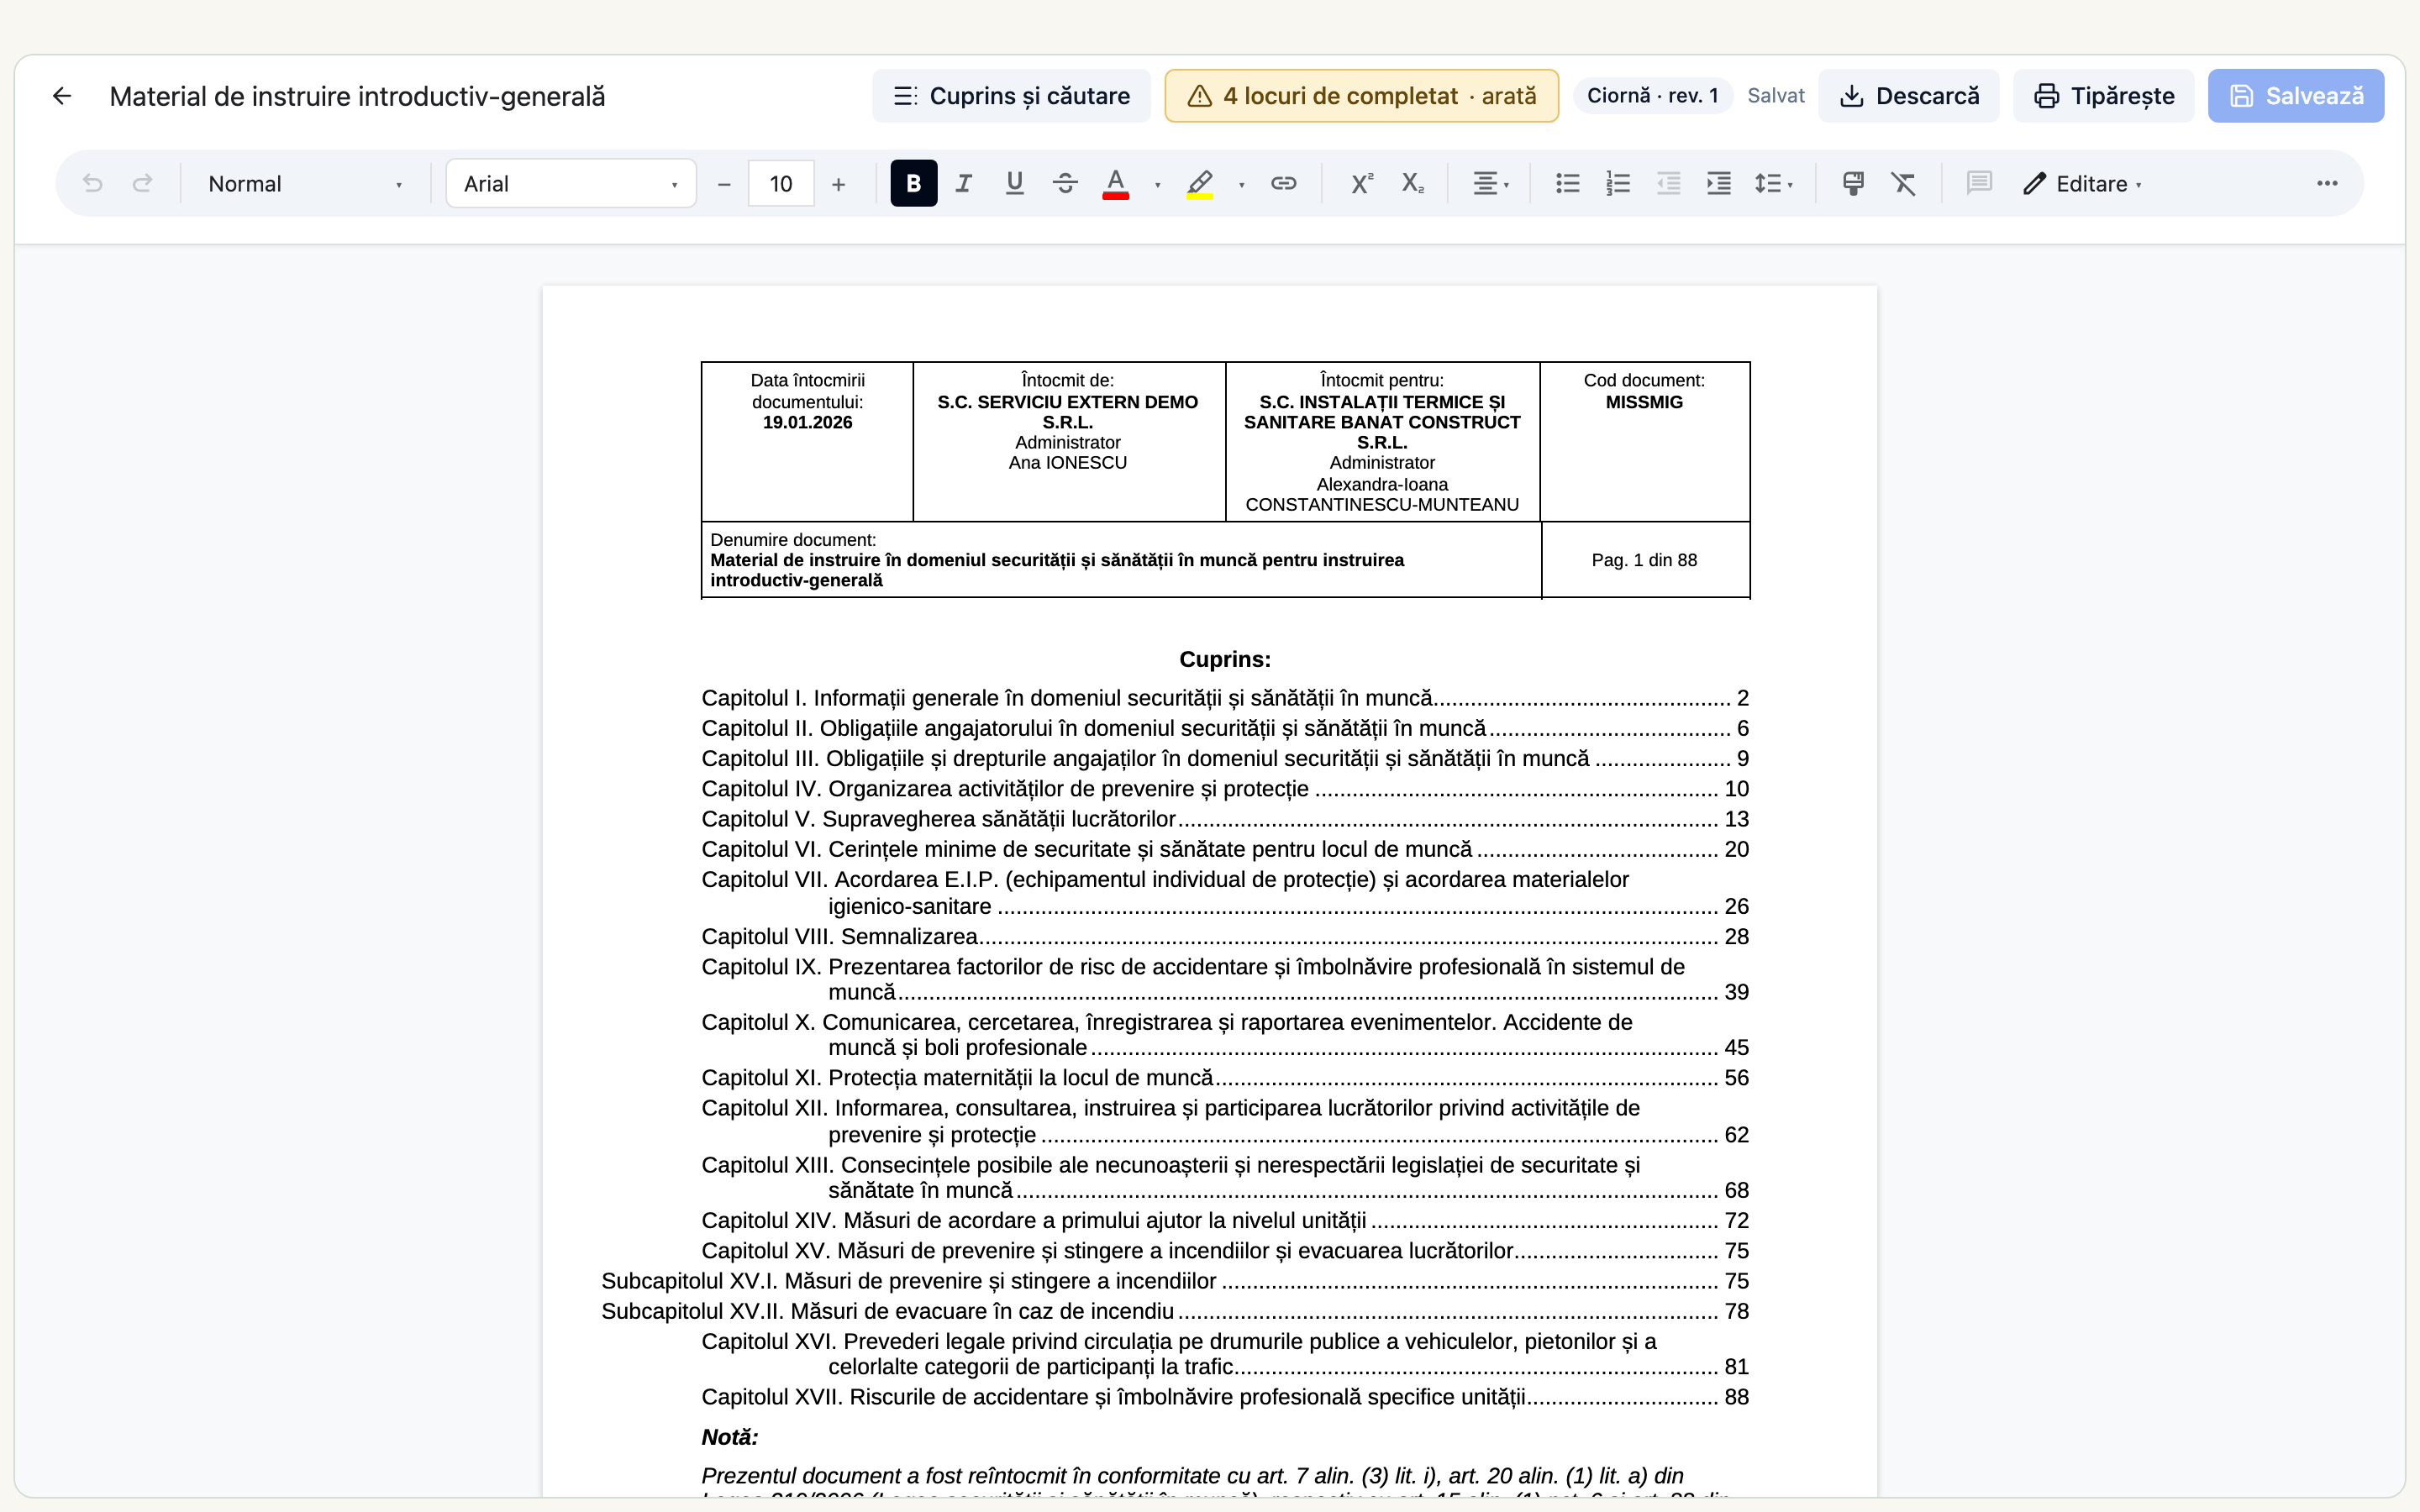 Material de instruire introductiv-generală
Cuprins și căutare
4 locuri de completat · arată
Ciornă · rev. 1
Salvat
Descarcă
Tipărește
Salvează
Normal
Arial
− 10 +
B I U S A
X² X₂
Editare
Data întocmirii
documentului:
19.01.2026
Întocmit de:
S.C. SERVICIU EXTERN DEMO
S.R.L.
Administrator
Ana IONESCU
Întocmit pentru:
S.C. INSTALAȚII TERMICE ȘI
SANITARE BANAT CONSTRUCT
S.R.L.
Administrator
Alexandra-Ioana
CONSTANTINESCU-MUNTEANU
Cod document:
MISSMIG
Denumire document:
Material de instruire în domeniul securității și sănătății în muncă pentru instruirea
introductiv-generală
Pag. 1 din 88
Cuprins:
Capitolul I. Informații generale în domeniul securității și sănătății în muncă. 2
Capitolul II. Obligațiile angajatorului în domeniul securității și sănătății în muncă 6
Capitolul III. Obligațiile și drepturile angajaților în domeniul securității și sănătății în muncă 9
Capitolul IV. Organizarea activităților de prevenire și protecție 10
Capitolul V. Supravegherea sănătății lucrătorilor 13
Capitolul VI. Cerințele minime de securitate și sănătate pentru locul de muncă 20
Capitolul VII. Acordarea E.I.P. (echipamentul individual de protecție) și acordarea materialelor
igienico-sanitare 26
Capitolul VIII. Semnalizarea 28
Capitolul IX. Prezentarea factorilor de risc de accidentare și îmbolnăvire profesională în sistemul de
muncă 39
Capitolul X. Comunicarea, cercetarea, înregistrarea și raportarea evenimentelor. Accidente de
muncă și boli profesionale 45
Capitolul XI. Protecția maternității la locul de muncă 56
Capitolul XII. Informarea, consultarea, instruirea și participarea lucrătorilor privind activitățile de
prevenire și protecție 62
Capitolul XIII. Consecințele posibile ale necunoașterii și nerespectării legislației de securitate și
sănătate în muncă 68
Capitolul XIV. Măsuri de acordare a primului ajutor la nivelul unității 72
Capitolul XV. Măsuri de prevenire și stingere a incendiilor și evacuarea lucrătorilor 75
Subcapitolul XV.I. Măsuri de prevenire și stingere a incendiilor 75
Subcapitolul XV.II. Măsuri de evacuare în caz de incendiu 78
Capitolul XVI. Prevederi legale privind circulația pe drumurile publice a vehiculelor, pietonilor și a
celorlalte categorii de participanți la trafic 81
Capitolul XVII. Riscurile de accidentare și îmbolnăvire profesională specifice unității 88
Notă:
Prezentul document a fost reîntocmit în conformitate cu art. 7 alin. (3) lit. i), art. 20 alin. (1) lit. a) din